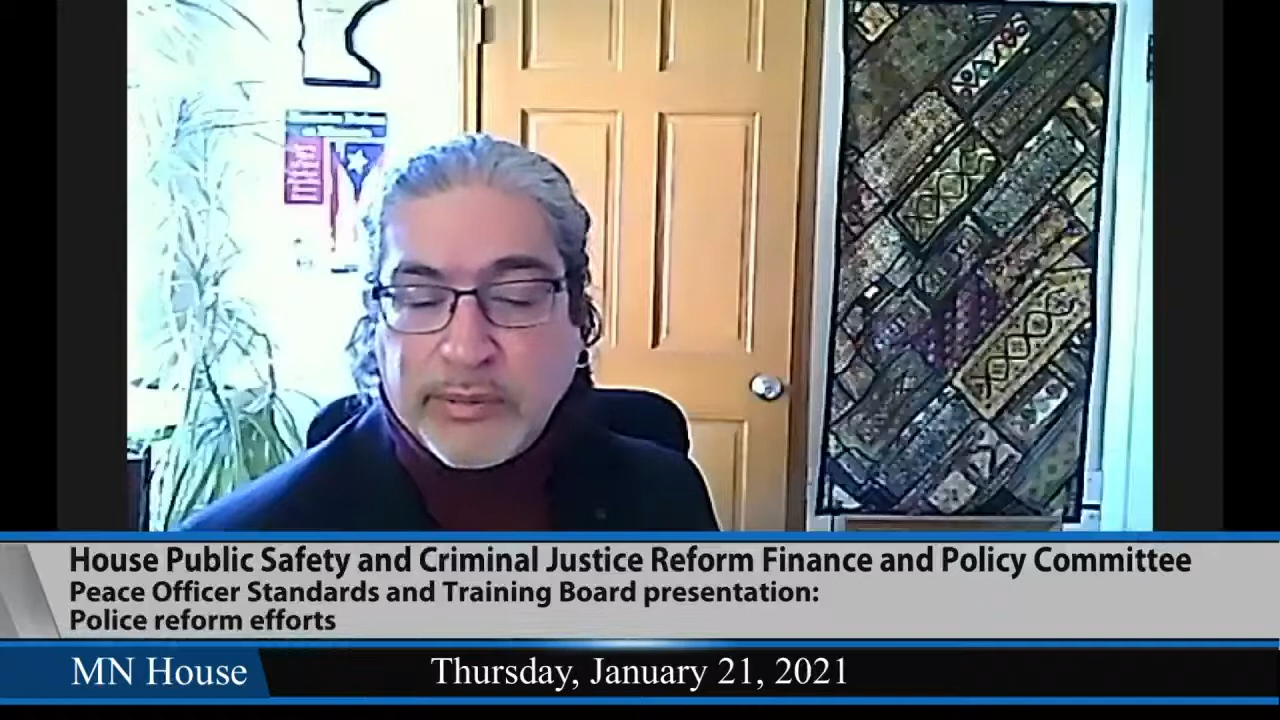 House Public Safety and Criminal Justice Reform Finance and Policy Committee
Peace Officer Standards and Training Board presentation:
Police reform efforts
MN House
Thursday, January 21, 2021